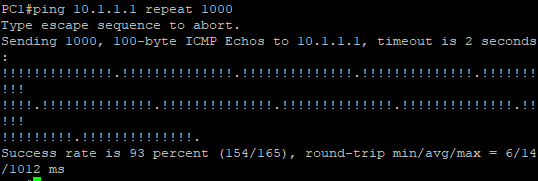 PC1#ping 10.1.1.1 repeat 1000
Type escape sequence to abort.
Sending 1000, 100-byte ICMP Echos to 10.1.1.1, timeout is 2 seconds
:
!!!!!!!!!!!!!!.!!!!!!!!!!!!!!.!!!!!!!!!!!!!!.!!!!!!!!!!!!!!.!!!!!!!
!!!
!!!!.!!!!!!!!!!!!!!.!!!!!!!!!!!!!!.!!!!!!!!!!!!!!.!!!!!!!!!!!!!!.!!
!!!
!!!!!!!!!.!!!!!!!!!!!!!!.
Success rate is 93 percent (154/165), round-trip min/avg/max = 6/14
/1012 ms